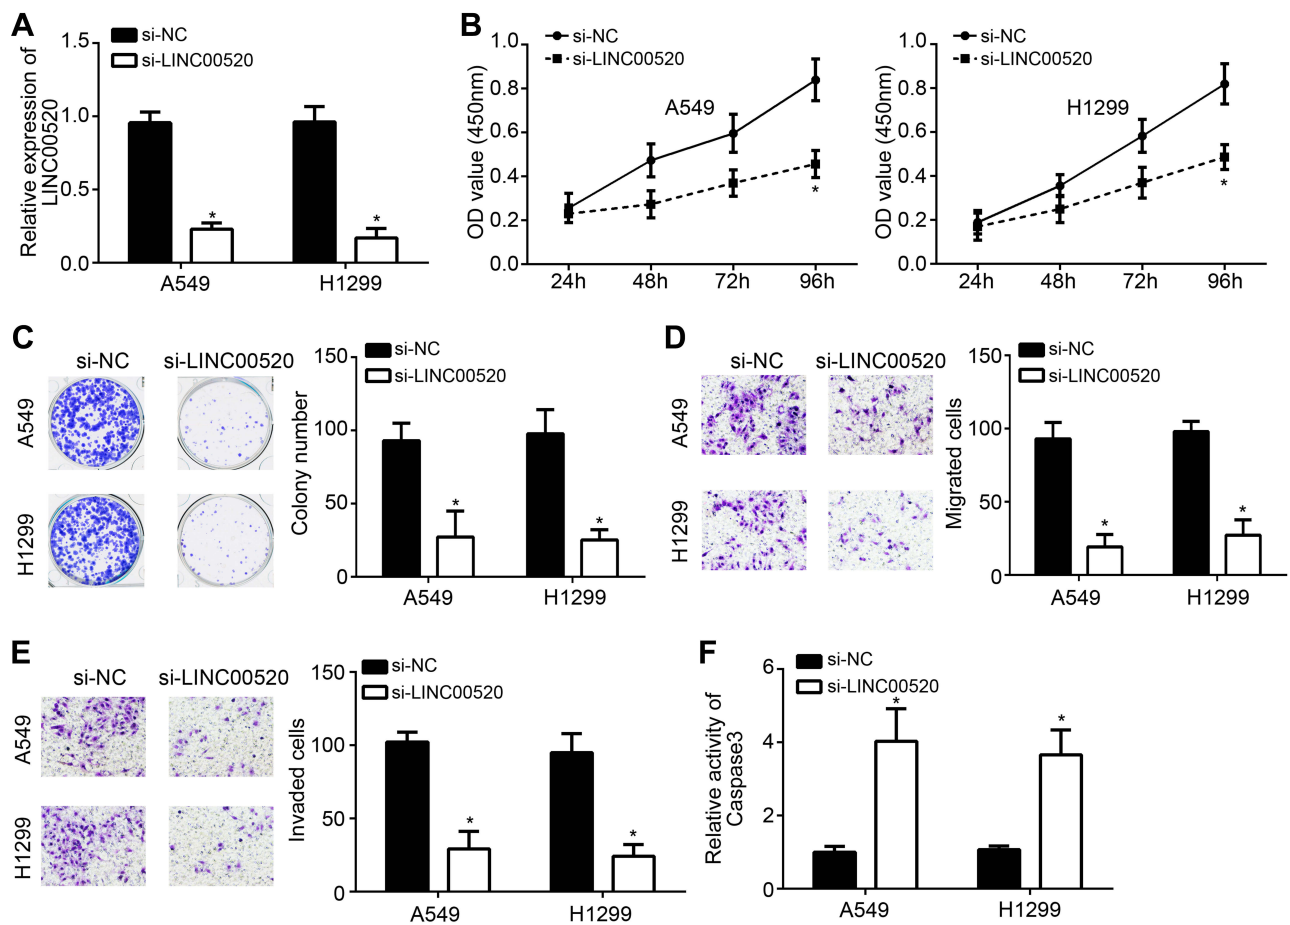 A
Relative expression of
LINC00520
1.5
1.0
0.5
0.0
si-NC
si-LINC00520
*
*
A549
H1299
B
OD value (450nm)
1.0
0.8
0.6
0.4
0.2
0.0
si-NC
si-LINC00520
A549
*
24h
48h
72h
96h
OD value (450nm)
1.0
0.8
0.6
0.4
0.2
0.0
si-NC
si-LINC00520
H1299
*
24h
48h
72h
96h
C
si-NC
si-LINC00520
A549
H1299
Colony number
150
100
50
0
si-NC
si-LINC00520
*
*
A549
H1299
D
si-NC
si-LINC00520
A549
H1299
Migrated cells
150
100
50
0
si-NC
si-LINC00520
*
*
A549
H1299
E
si-NC
si-LINC00520
A549
H1299
Invaded cells
150
100
50
0
si-NC
si-LINC00520
*
*
A549
H1299
F
Relative activity of
Caspase3
6
4
2
0
si-NC
si-LINC00520
*
*
A549
H1299